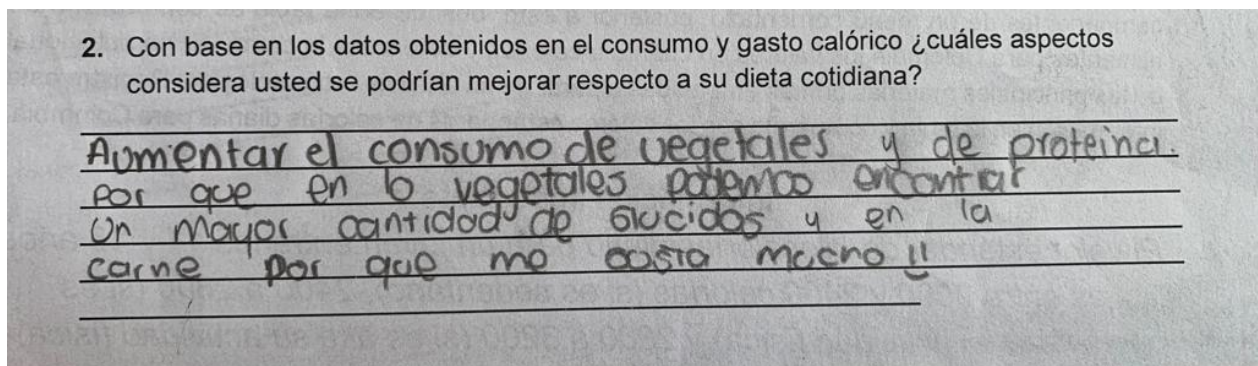 2. Con base en los datos obtenidos en el consumo y gasto calórico ¿cuáles aspectos
considera usted se podrían mejorar respecto a su dieta cotidiana?
Aumentar el consumo de vegetales y de proteina.
por que en lo vegetales podemos encontrar
Un mayor cantidad de Glucidos y en la
carne por que me gusta mucho !!